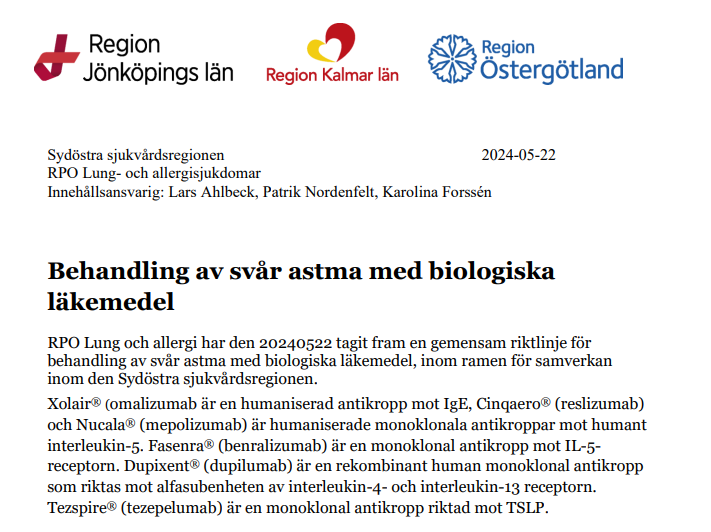 Region
Jönköpings län
Region Kalmar län
Region
Östergötland
Sydöstra sjukvårdsregionen 2024-05-22
RPO Lung- och allergisjukdomar
Innehållsansvarig: Lars Ahlbeck, Patrik Nordenfelt, Karolina Forssén
Behandling av svår astma med biologiska
läkemedel
RPO Lung och allergi har den 20240522 tagit fram en gemensam riktlinje för
behandling av svår astma med biologiska läkemedel, inom ramen för samverkan
inom den Sydöstra sjukvårdsregionen.
Xolair® (omalizumab är en humaniserad antikropp mot IgE, Cinqaero® (reslizumab)
och Nucala® (mepolizumab) är humaniserade monoklonala antikroppar mot humant
interleukin-5. Fasenra® (benralizumab) är en monoklonal antikropp mot IL-5-
receptorn. Dupixent® (dupilumab) är en rekombinant human monoklonal antikropp
som riktas mot alfasubenheten av interleukin-4- och interleukin-13 receptorn.
Tezspire® (tezepelumab) är en monoklonal antikropp riktad mot TSLP.